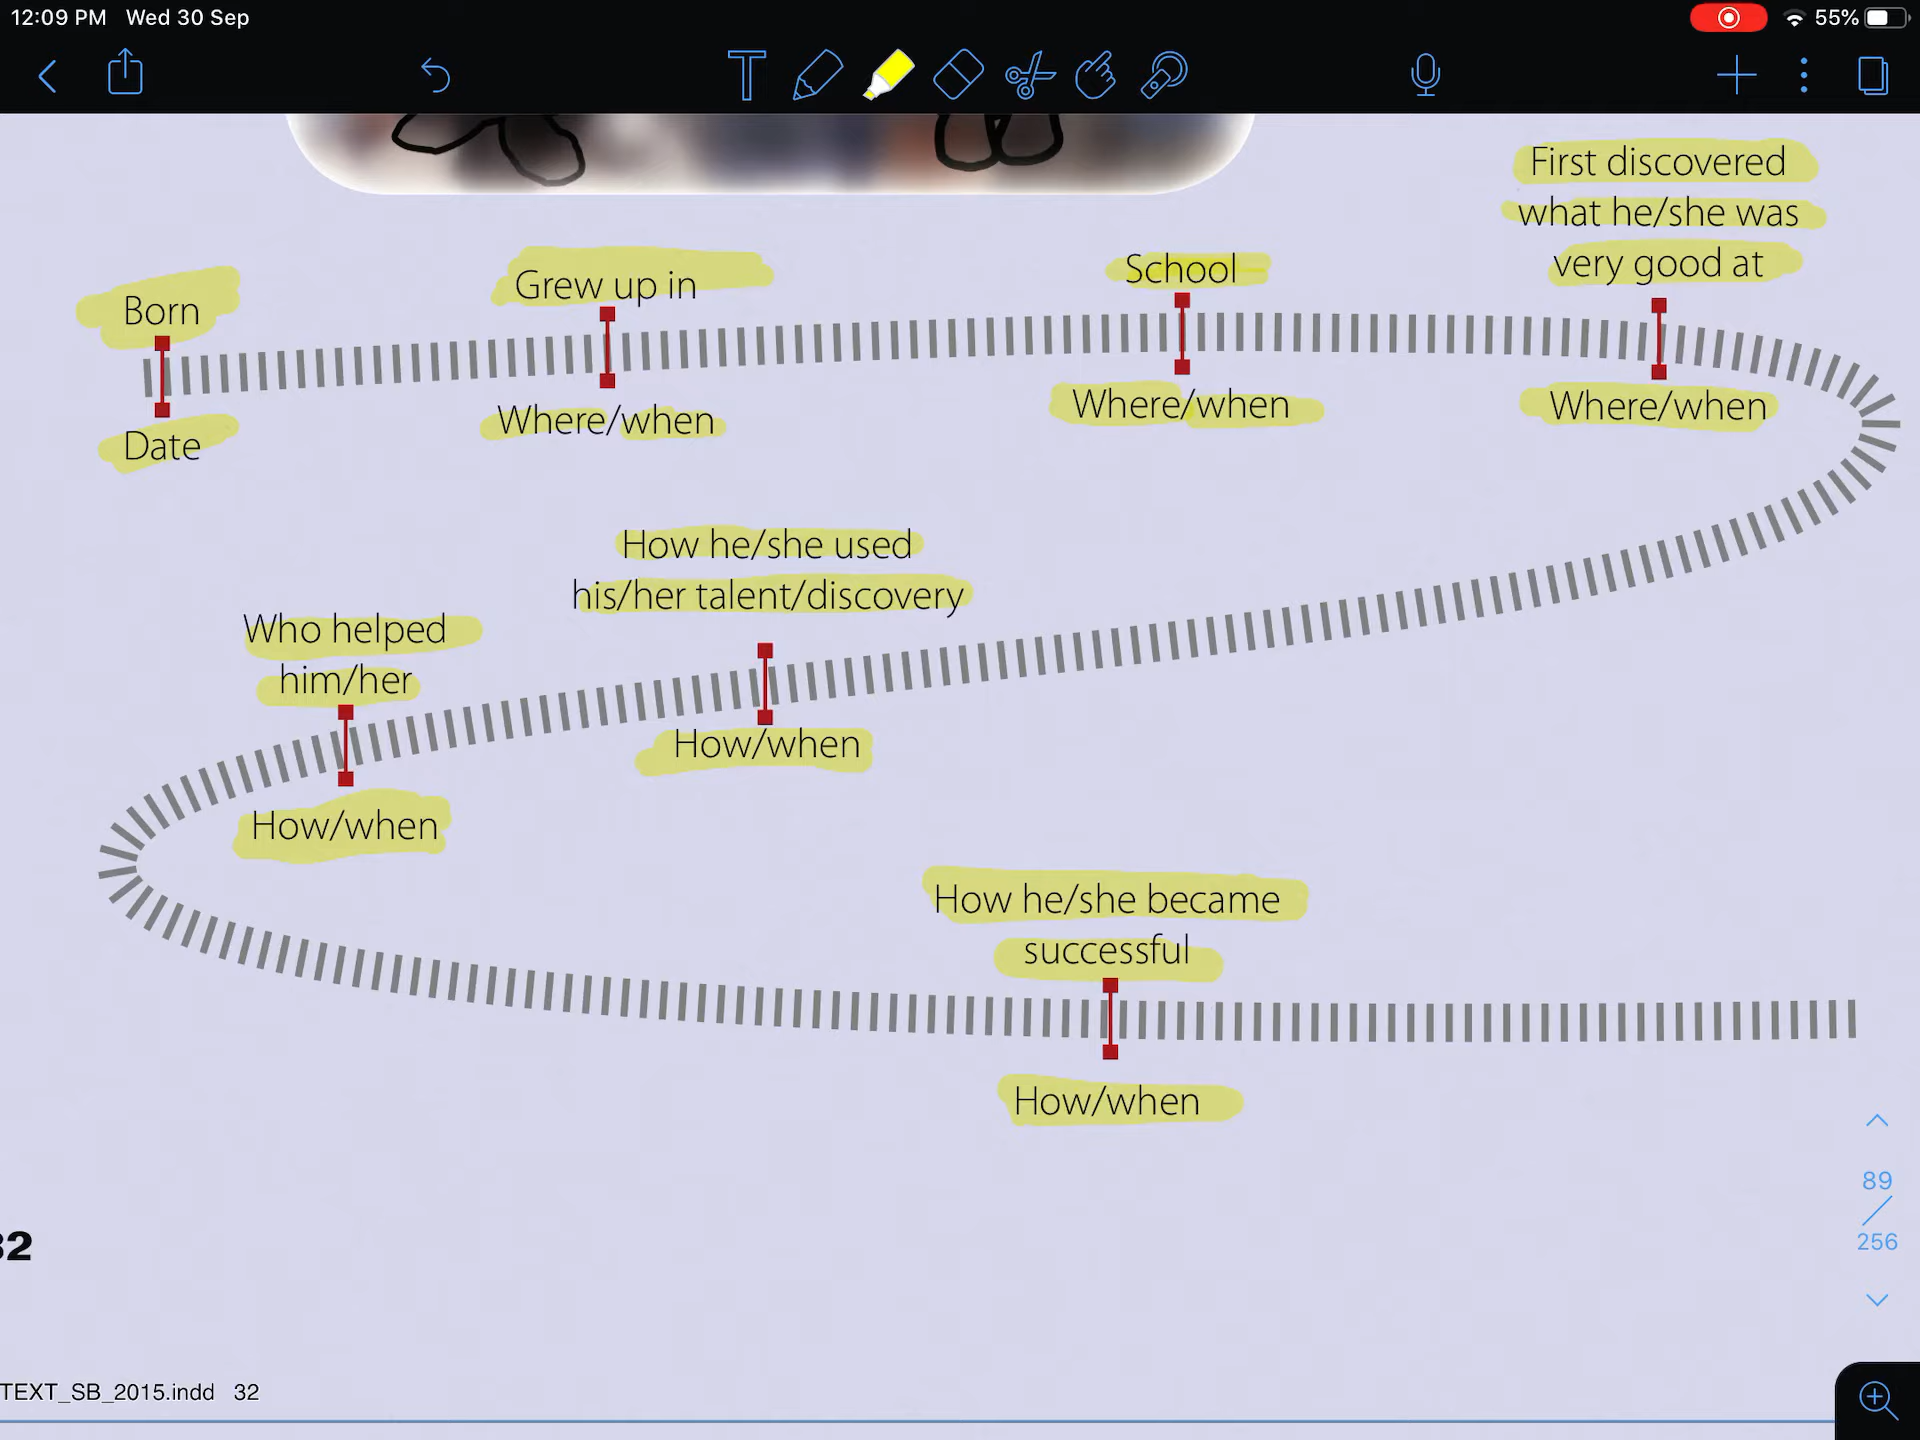 12:09 PM Wed 30 Sep
55%
First discovered
what he/she was
very good at
School
Grew up in
Born
Where/when
Where/when
Where/when
Date
How he/she used
his/her talent/discovery
Who helped
him/her
How/when
How/when
How he/she became
successful
How/when
89
256
32
TEXT_SB_2015.indd 32